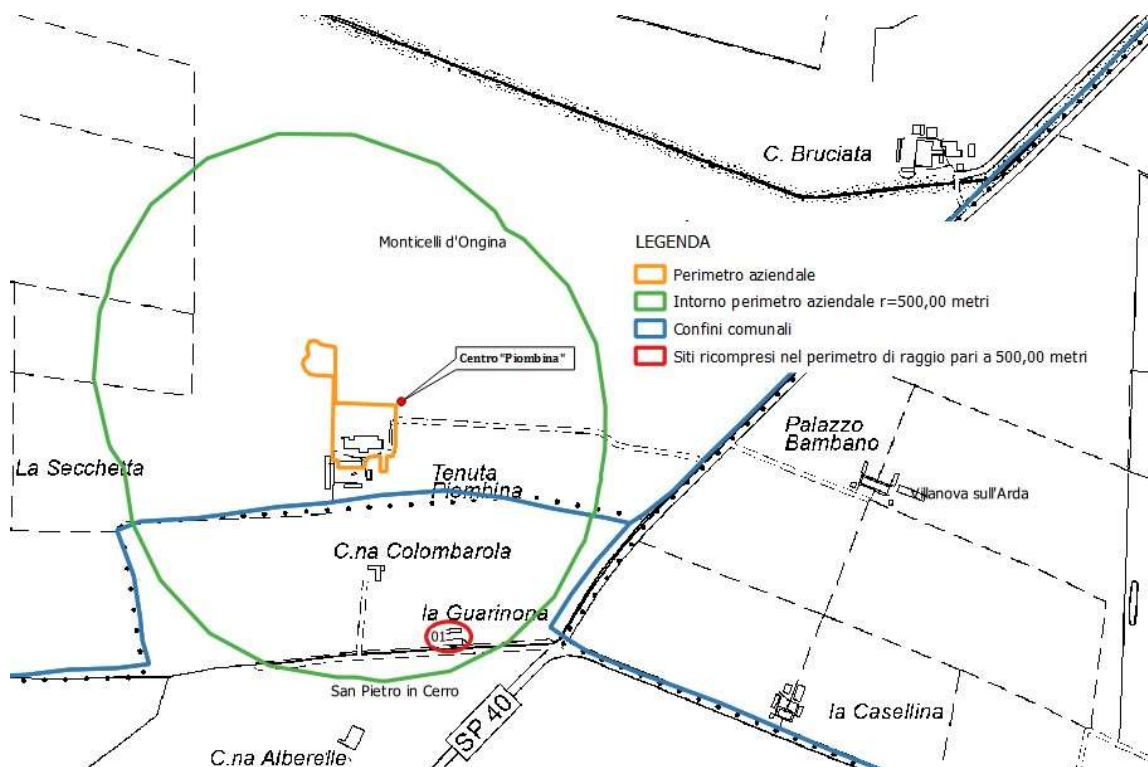 C. Bruciata
Monticelli d'Ongina
LEGENDA
Perimetro aziendale
Intorno perimetro aziendale r=500,00 metri
Confini comunali
Siti ricompresi nel perimetro di raggio pari a 500,00 metri
Centro "Piombina"
Palazzo
Bambano
La Secchetta
Tenuta
Piombina
Villanova sull'Arda
C.na Colombarola
la Guarinona
01
San Pietro in Cerro
SP 40
la Casellina
C.na Alberelle